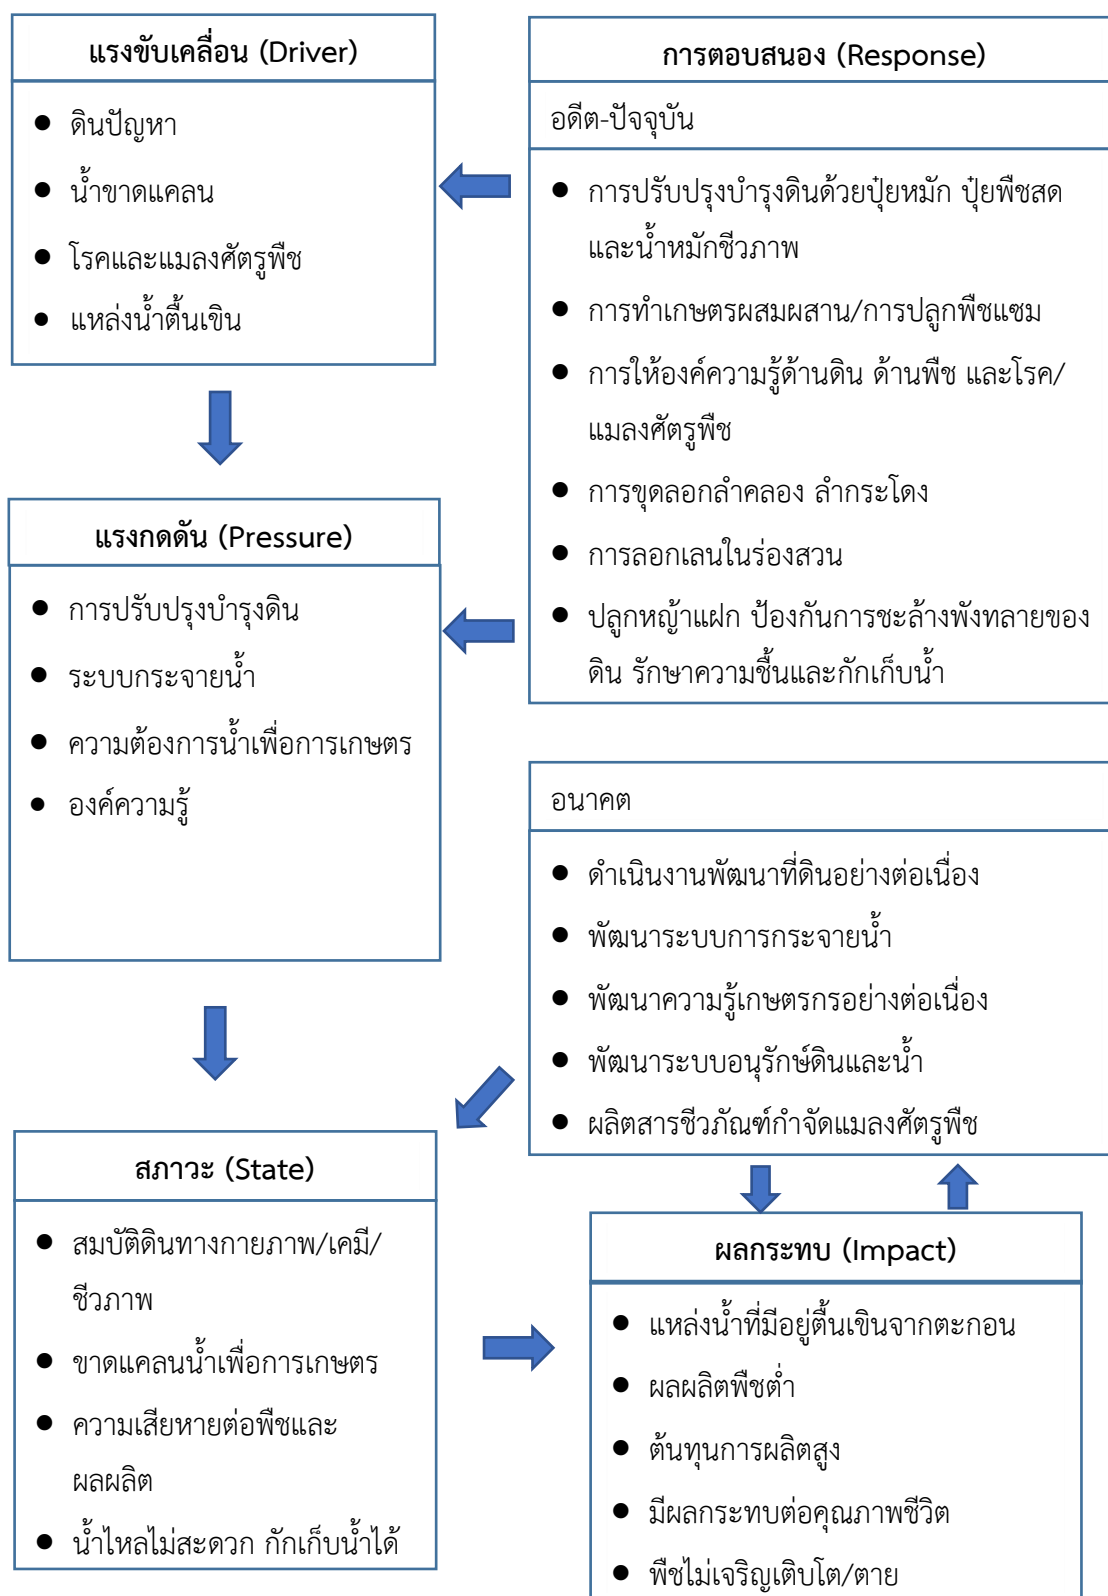 แรงขับเคลื่อน (Driver)
● ดินปัญหา
● น้ำขาดแคลน
● โรคและแมลงศัตรูพืช
● แหล่งน้ำตื้นเขิน
การตอบสนอง (Response)
อดีต-ปัจจุบัน
● การปรับปรุงบำรุงดินด้วยปุ๋ยหมัก ปุ๋ยพืชสด
และน้ำหมักชีวภาพ
● การทำเกษตรผสมผสาน/การปลูกพืชแซม
● การให้องค์ความรู้ด้านดิน ด้านพืช และโรค/
แมลงศัตรูพืช
● การขุดลอกลำคลอง ลำกระโดง
● การลอกเลนในร่องสวน
● ปลูกหญ้าแฝก ป้องกันการชะล้างพังทลายของ
ดิน รักษาความชื้นและกักเก็บน้ำ
แรงกดดัน (Pressure)
● การปรับปรุงบำรุงดิน
● ระบบกระจายน้ำ
● ความต้องการน้ำเพื่อการเกษตร
● องค์ความรู้
อนาคต
● ดำเนินงานพัฒนาที่ดินอย่างต่อเนื่อง
● พัฒนาระบบการกระจายน้ำ
● พัฒนาความรู้เกษตรกรอย่างต่อเนื่อง
● พัฒนาระบบอนุรักษ์ดินและน้ำ
● ผลิตสารชีวภัณฑ์กำจัดแมลงศัตรูพืช
สภาวะ (State)
● สมบัติดินทางกายภาพ/เคมี/
ชีวภาพ
● ขาดแคลนน้ำเพื่อการเกษตร
● ความเสียหายต่อพืชและ
ผลผลิต
● น้ำไหลไม่สะดวก กักเก็บน้ำได้
ผลกระทบ (Impact)
● แหล่งน้ำที่มีอยู่ตื้นเขินจากตะกอน
● ผลผลิตพืชต่ำ
● ต้นทุนการผลิตสูง
● มีผลกระทบต่อคุณภาพชีวิต
● พืชไม่เจริญเติบโต/ตาย